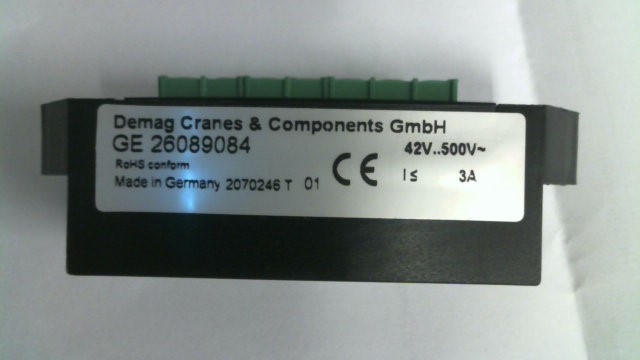 Demag Cranes & Components GmbH
GE 26089084 42V..500V~
RoHS conform CE I≤ 3A
Made in Germany 2070246 T 01